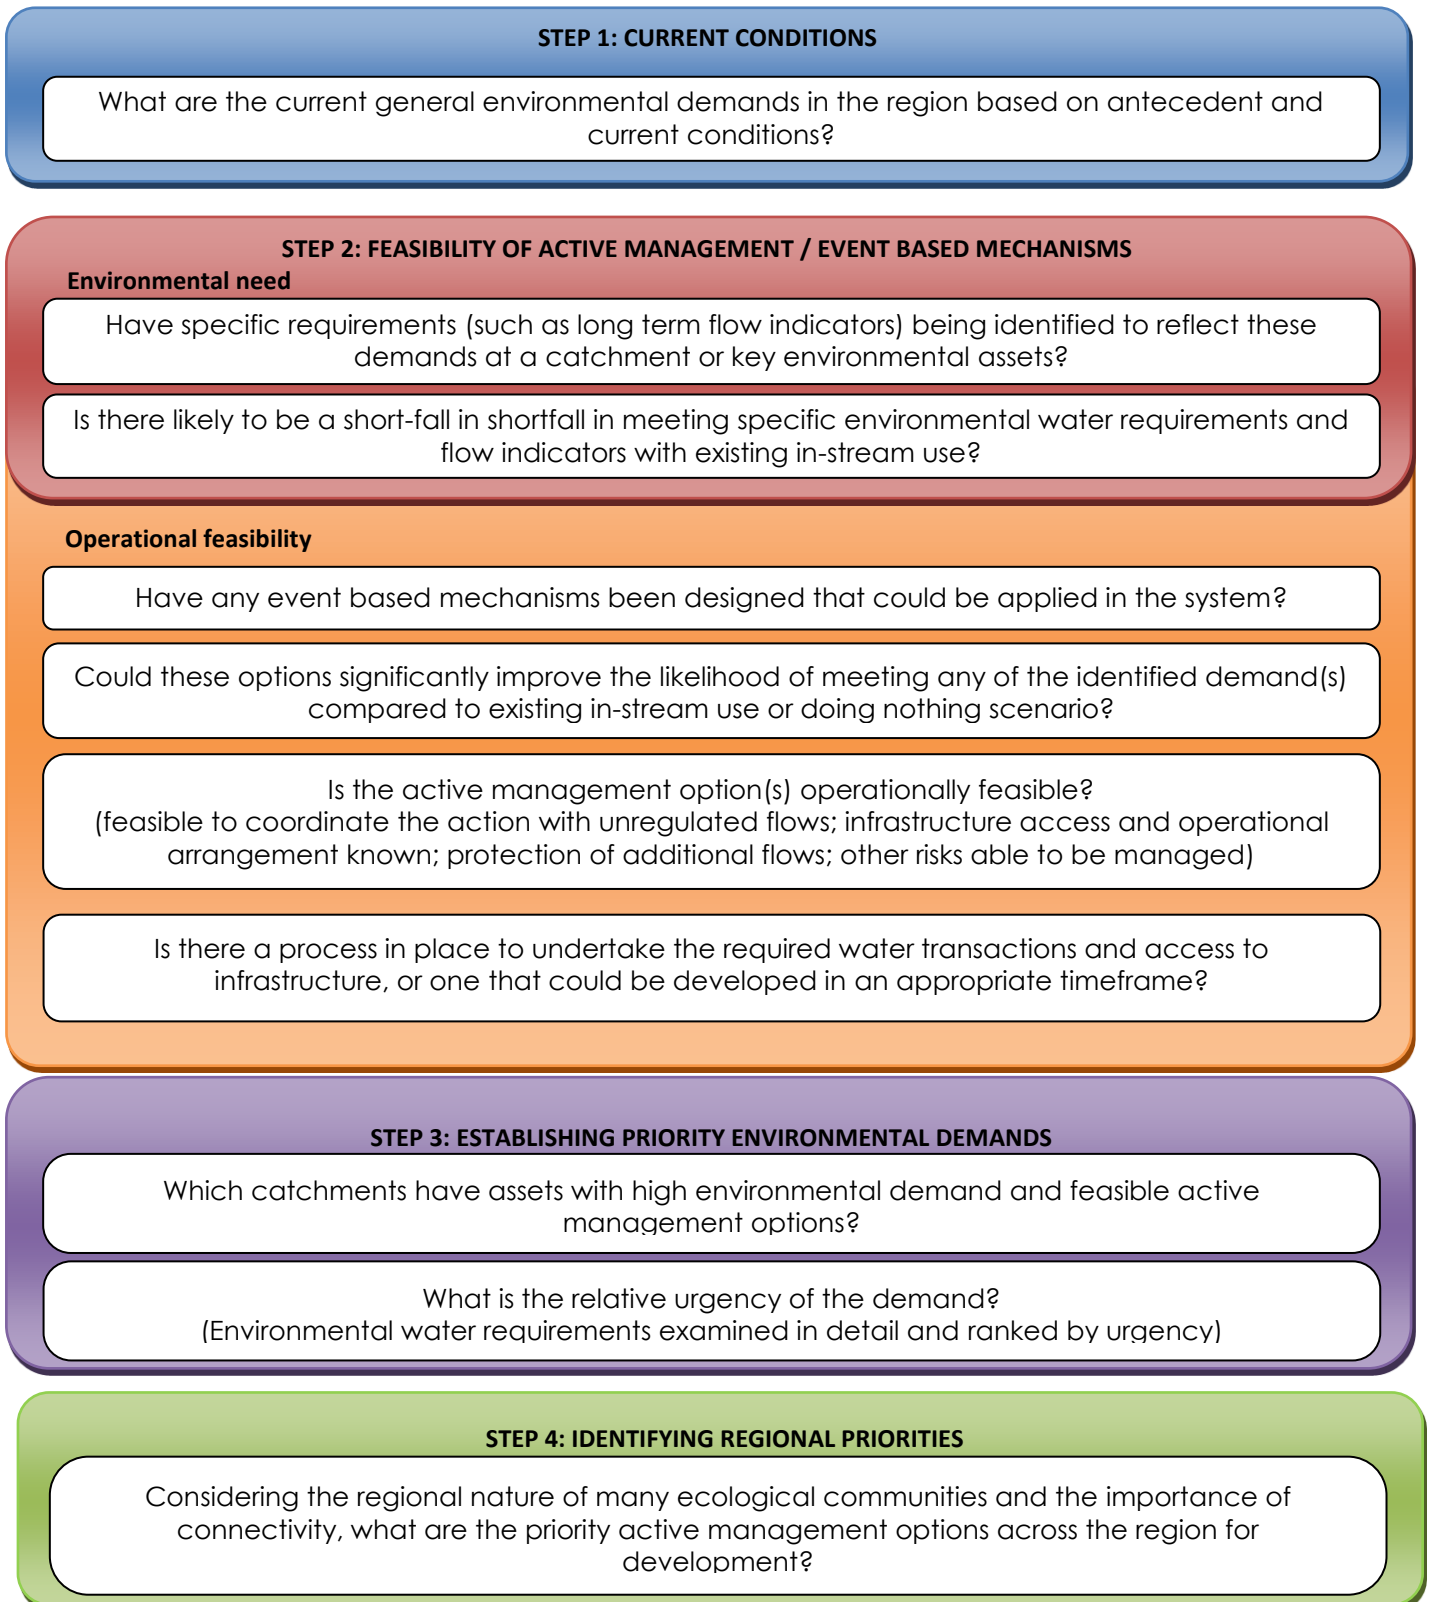 STEP 1: CURRENT CONDITIONS
What are the current general environmental demands in the region based on antecedent and
current conditions?
STEP 2: FEASIBILITY OF ACTIVE MANAGEMENT / EVENT BASED MECHANISMS
Environmental need
Have specific requirements (such as long term flow indicators) being identified to reflect these
demands at a catchment or key environmental assets?
Is there likely to be a short-fall in shortfall in meeting specific environmental water requirements and
flow indicators with existing in-stream use?
Operational feasibility
Have any event based mechanisms been designed that could be applied in the system?
Could these options significantly improve the likelihood of meeting any of the identified demand(s)
compared to existing in-stream use or doing nothing scenario?
Is the active management option(s) operationally feasible?
(feasible to coordinate the action with unregulated flows; infrastructure access and operational
arrangement known; protection of additional flows; other risks able to be managed)
Is there a process in place to undertake the required water transactions and access to
infrastructure, or one that could be developed in an appropriate timeframe?
STEP 3: ESTABLISHING PRIORITY ENVIRONMENTAL DEMANDS
Which catchments have assets with high environmental demand and feasible active
management options?
What is the relative urgency of the demand?
(Environmental water requirements examined in detail and ranked by urgency)
STEP 4: IDENTIFYING REGIONAL PRIORITIES
Considering the regional nature of many ecological communities and the importance of
connectivity, what are the priority active management options across the region for
development?